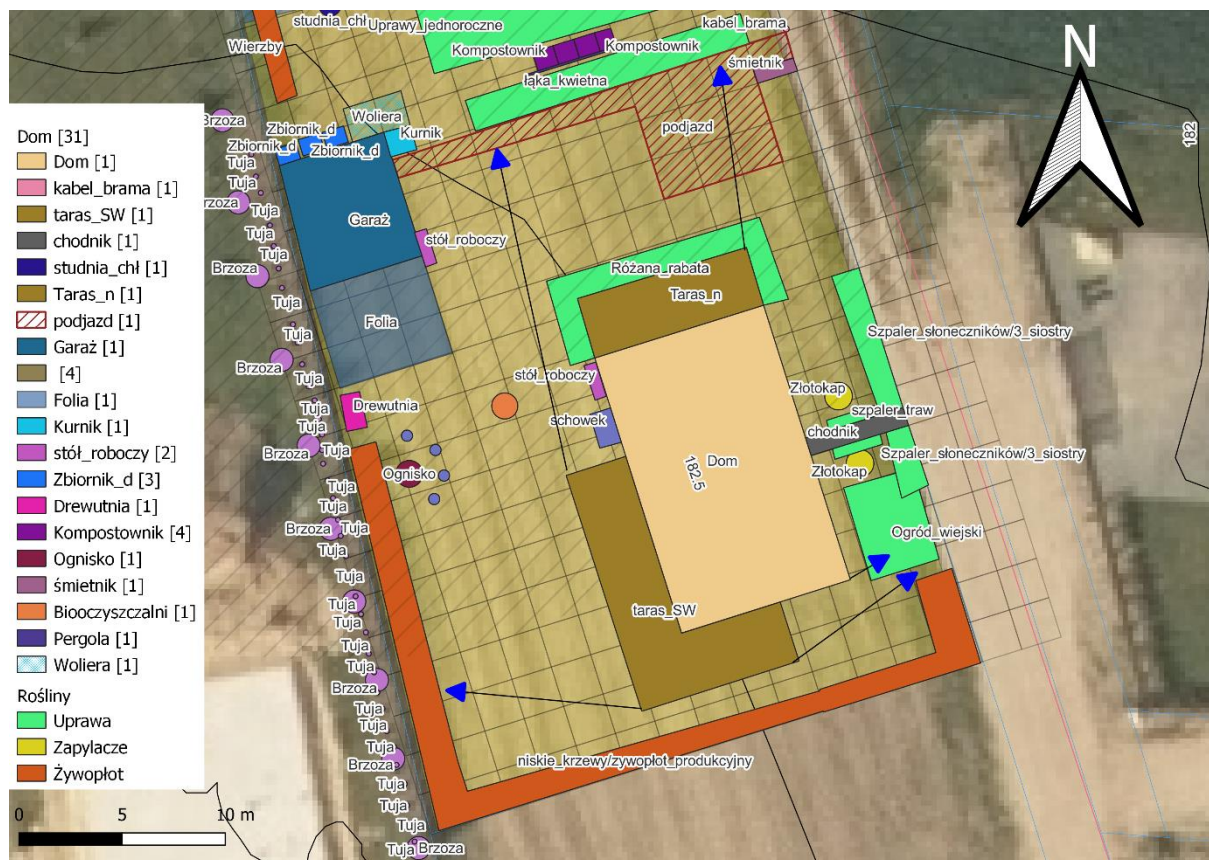 studnia_chł
Uprawy_jednoroczne
kabel_brama
Wierzby
Kompostownik
Kompostownik
śmietnik
łąka_kwietna
N
182
Woliera
Brzoza
Zbiornik_d
Kurnik
Zbiornik_d
Zbiornik_d
podjazd
Tuja
Tuja
Brzoza
Tuja
Garaż
Tuja
stół_roboczy
Tuja
Brzoza
Różana_rabata
Tuja
Taras_n
Folia
Tuja
Szpaler_słoneczników/3_siostry
Brzoza
stół_roboczy
Tuja
Złotokap
Drewutnia
Tuja
szpaler_traw
schowek
Tuja
chodnik
Brzoza
Tuja
Szpaler_słoneczników/3_siostry
Dom
182.5
Ognisko
Złotokap
Tuja
Tuja
Brzoza
Tuja
Ogród_wiejski
Tuja
Tuja
taras_SW
Tuja
Tuja
Tuja
Brzoza
Tuja
Tuja
Tuja
Brzoza
niskie_krzewy/zywopłot_produkcyjny
Tuja
Tuja
Tuja
Tuja
Brzoza
Dom [31]
Dom [1]
kabel_brama [1]
taras_SW [1]
chodnik [1]
studnia_chł [1]
Taras_n [1]
podjazd [1]
Garaż [1]
[4]
Folia [1]
Kurnik [1]
stół_roboczy [2]
Zbiornik_d [3]
Drewutnia [1]
Kompostownik [4]
Ognisko [1]
śmietnik [1]
Biooczyszczalni [1]
Pergola [1]
Woliera [1]
Rośliny
Uprawa
Zapylacze
Żywopłot
0 5 10 m